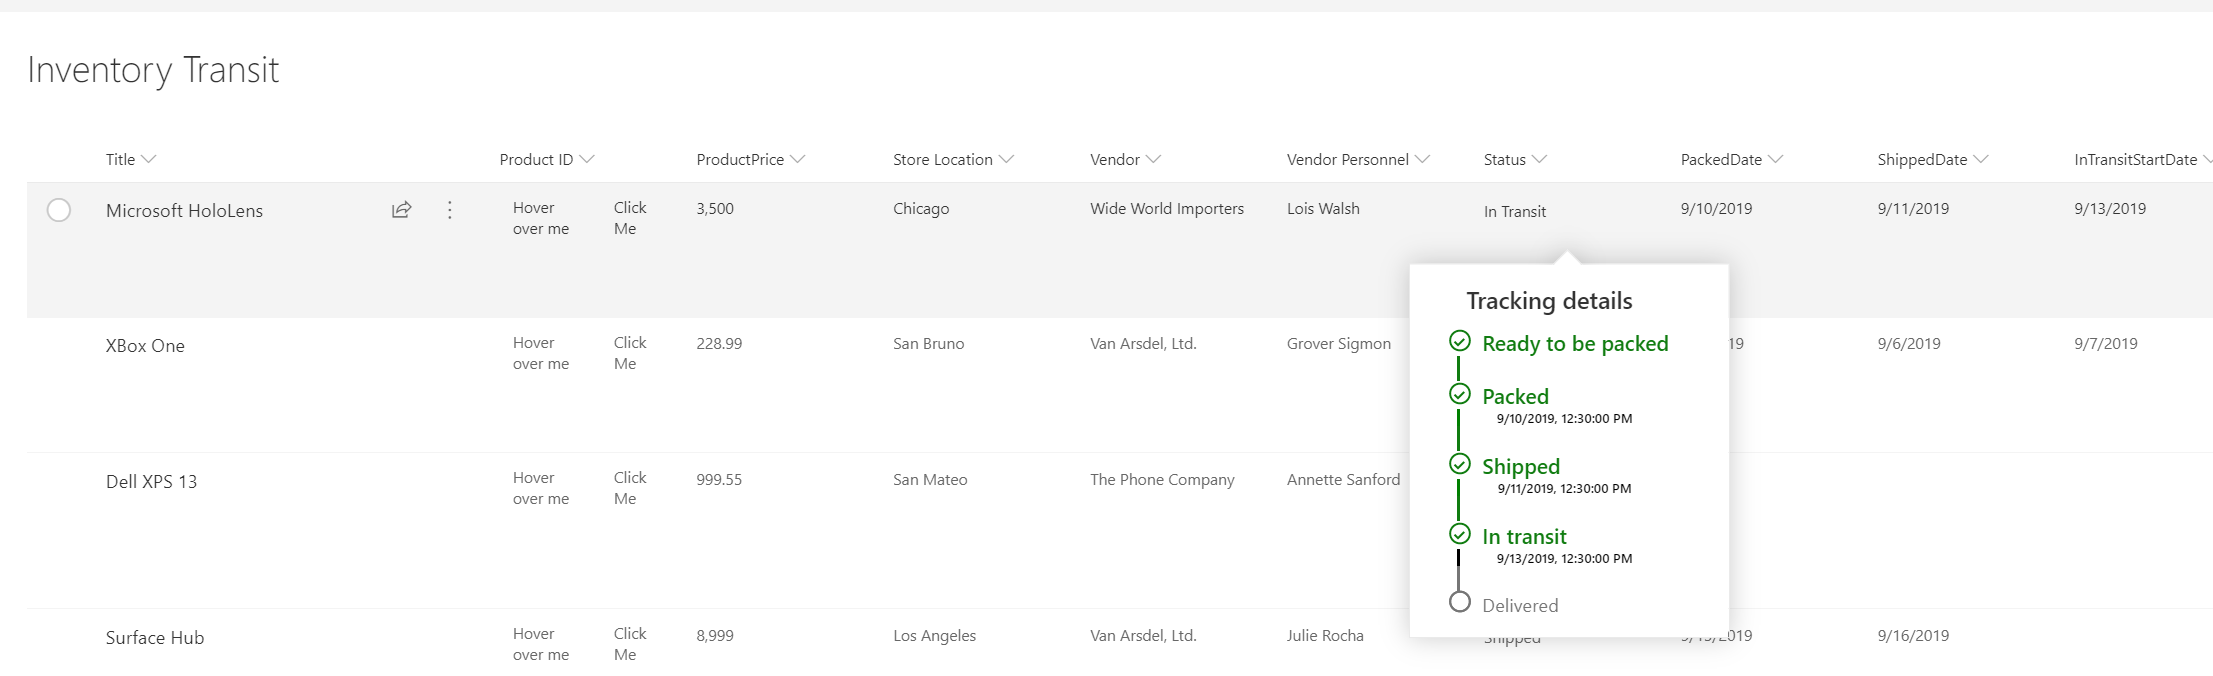 Inventory Transit
Title Product ID ProductPrice Store Location Vendor Vendor Personnel Status PackedDate ShippedDate InTransitStartDate
Microsoft HoloLens Hover Click 3,500 Chicago Wide World Importers Lois Walsh In Transit 9/10/2019 9/11/2019 9/13/2019
over me Me
Tracking details
Ready to be packed
Packed
9/10/2019, 12:30:00 PM
Shipped
9/11/2019, 12:30:00 PM
In transit
9/13/2019, 12:30:00 PM
Delivered
XBox One Hover Click 228.99 San Bruno Van Arsdel, Ltd. Grover Sigmon 9/6/2019 9/7/2019
over me Me
Dell XPS 13 Hover Click 999.55 San Mateo The Phone Company Annette Sanford
over me Me
Surface Hub Hover Click 8,999 Los Angeles Van Arsdel, Ltd. Julie Rocha Shipped 9/16/2019
over me Me